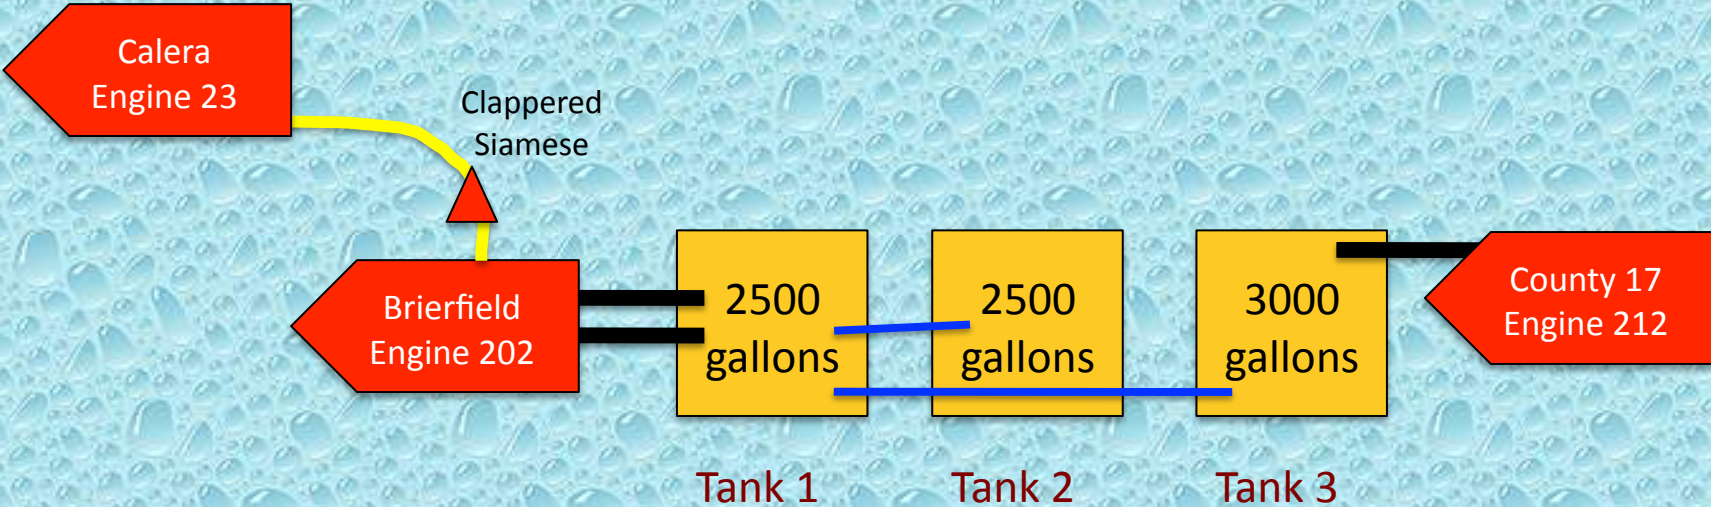 Calera
Engine 23
Clappered
Siamese
Brierfield
Engine 202
2500
gallons
2500
gallons
3000
gallons
County 17
Engine 212
Tank 1
Tank 2
Tank 3